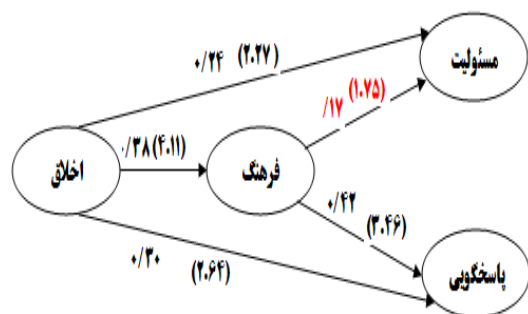 مسئولیت
۰/۲۴ (۲.۲۷)
/۱۷ (۱.۷۵)
اخلاق
۰/۳۸(۴.۱۱)
فرهنگ
۰/۴۲
(۳.۴۶)
۰/۳۰
(۲.۶۴)
پاسخگویی